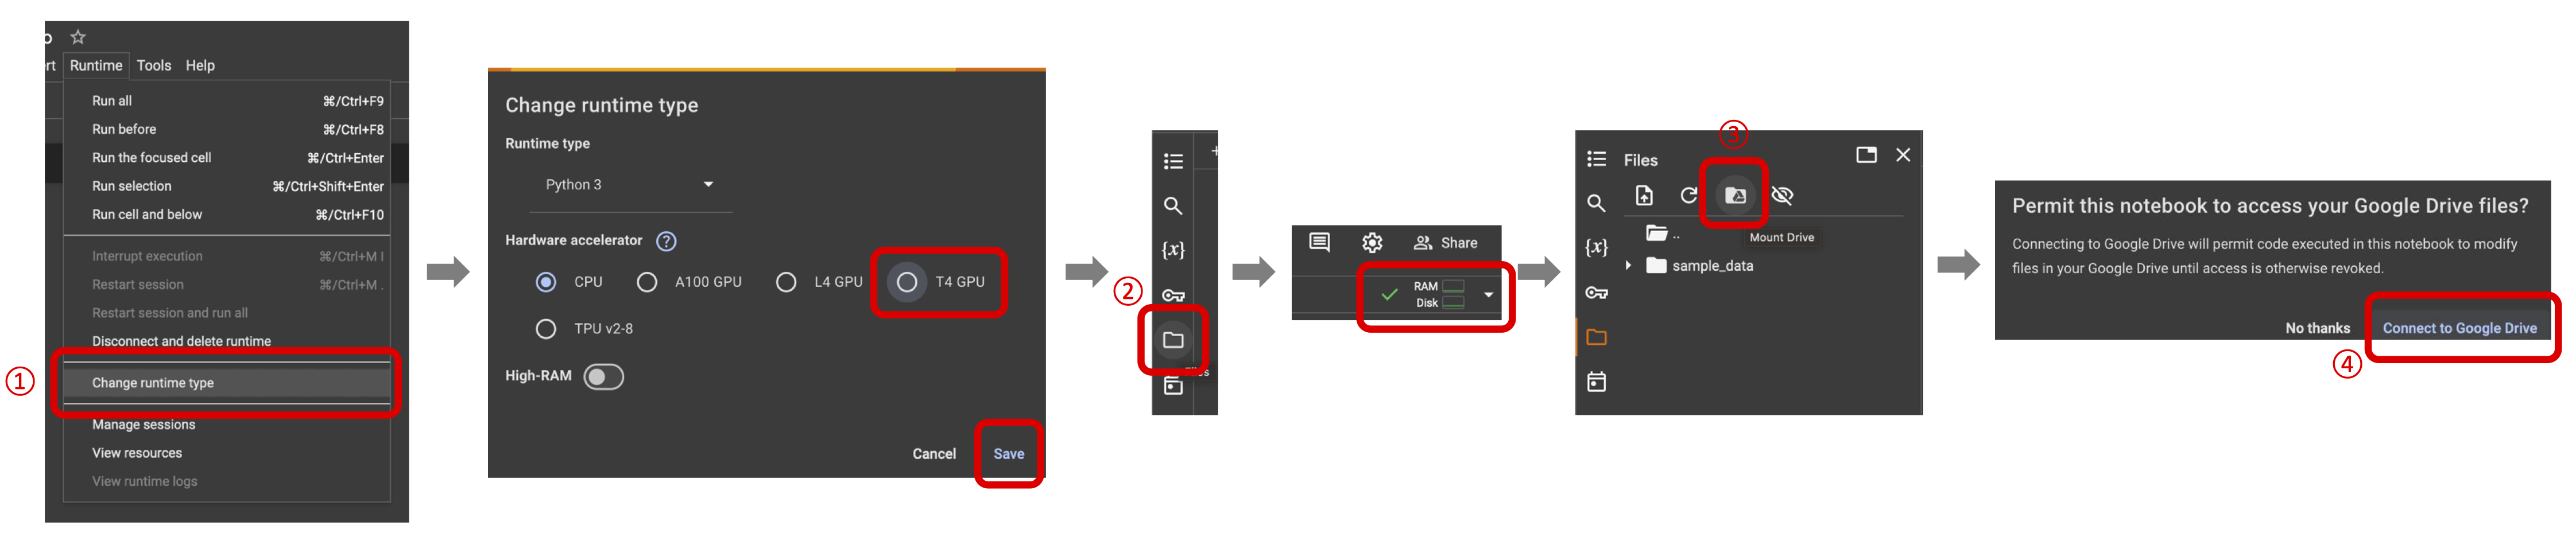 ①
rt Runtime Tools Help
Run all ⌘/Ctrl+F9
Run before ⌘/Ctrl+F8
Run the focused cell ⌘/Ctrl+Enter
Run selection ⌘/Ctrl+Shift+Enter
Run cell and below ⌘/Ctrl+F10
Interrupt execution ⌘/Ctrl+M I
Restart session ⌘/Ctrl+M .
Restart session and run all
Disconnect and delete runtime
Change runtime type
Manage sessions
View resources
View runtime logs
Change runtime type
Runtime type
Python 3
Hardware accelerator ?
CPU A100 GPU L4 GPU T4 GPU
TPU v2-8
High-RAM
Cancel Save
②
+
{x}
Share
RAM
Disk
③
Files
{x}
..
Mount Drive
sample_data
Permit this notebook to access your Google Drive files?
Connecting to Google Drive will permit code executed in this notebook to modify
files in your Google Drive until access is otherwise revoked.
No thanks Connect to Google Drive
④